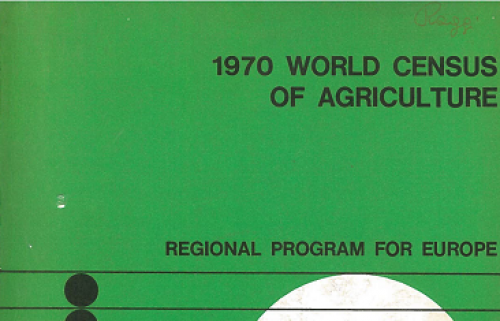 1970 WORLD CENSUS
OF AGRICULTURE
REGIONAL PROGRAM FOR EUROPE